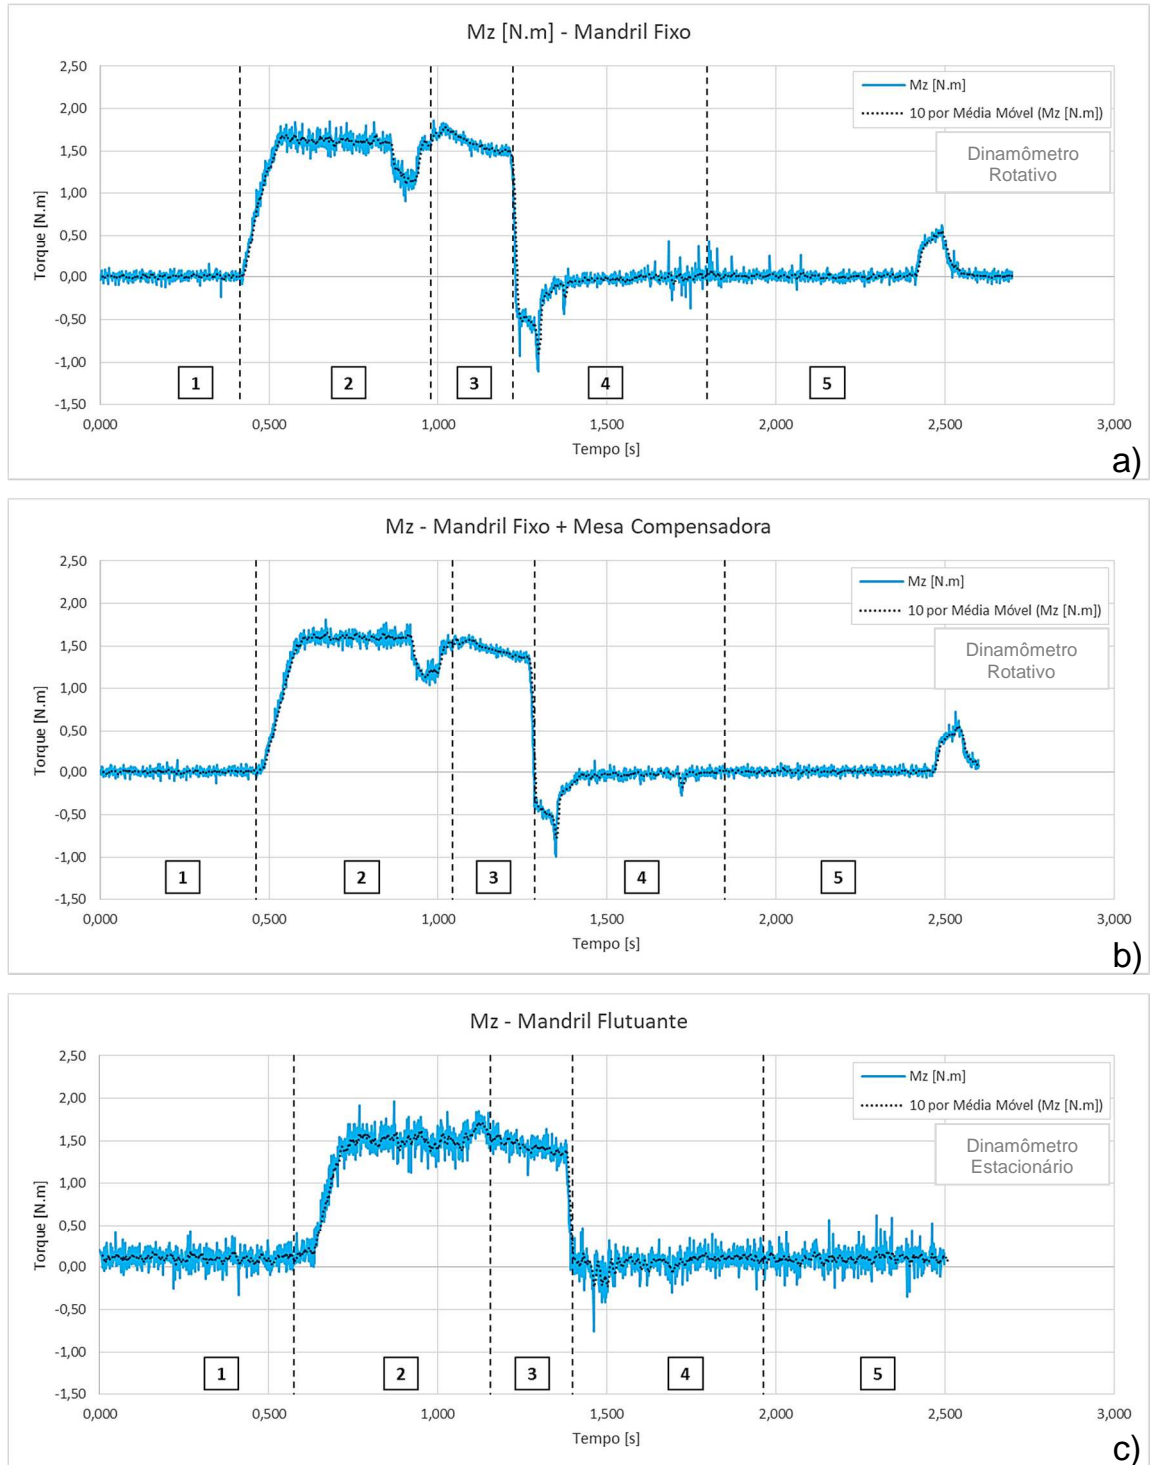 Mz [N.m] - Mandril Fixo
2,50
2,00
1,50
1,00
0,50
0,00
-0,50
-1,00
-1,50
Torque [N.m]
Mz [N.m]
10 por Média Móvel (Mz [N.m])
Dinamômetro
Rotativo
1
2
3
4
5
0,000
0,500
1,000
1,500
2,000
2,500
3,000
Tempo [s]
a)
Mz - Mandril Fixo + Mesa Compensadora
2,50
2,00
1,50
1,00
0,50
0,00
-0,50
-1,00
-1,50
Torque [N.m]
Mz [N.m]
10 por Média Móvel (Mz [N.m])
Dinamômetro
Rotativo
1
2
3
4
5
0,000
0,500
1,000
1,500
2,000
2,500
3,000
Tempo [s]
b)
Mz - Mandril Flutuante
2,50
2,00
1,50
1,00
0,50
0,00
-0,50
-1,00
-1,50
Torque [N.m]
Mz [N.m]
10 por Média Móvel (Mz [N.m])
Dinamômetro
Estacionário
1
2
3
4
5
0,000
0,500
1,000
1,500
2,000
2,500
3,000
Tempo [s]
c)